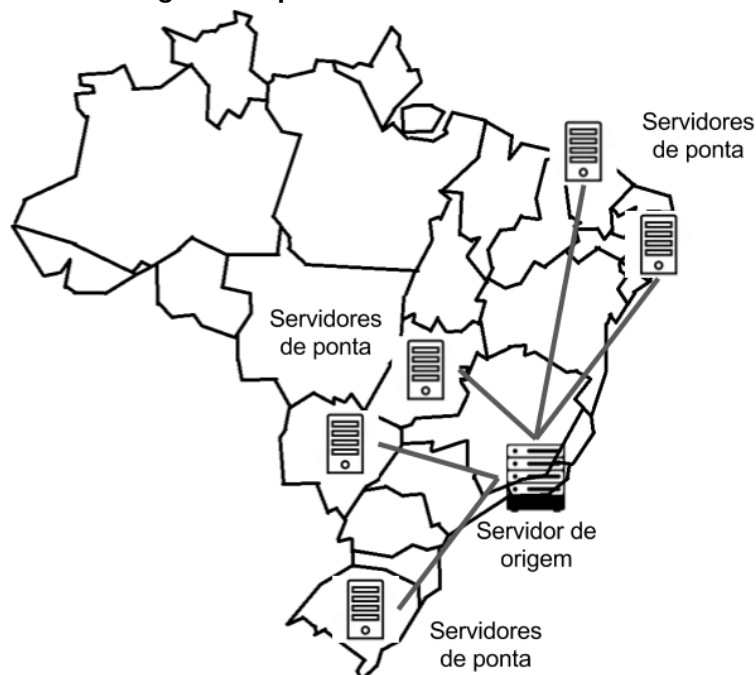 Servidores
de ponta
Servidores
de ponta
Servidor de
origem
Servidores
de ponta